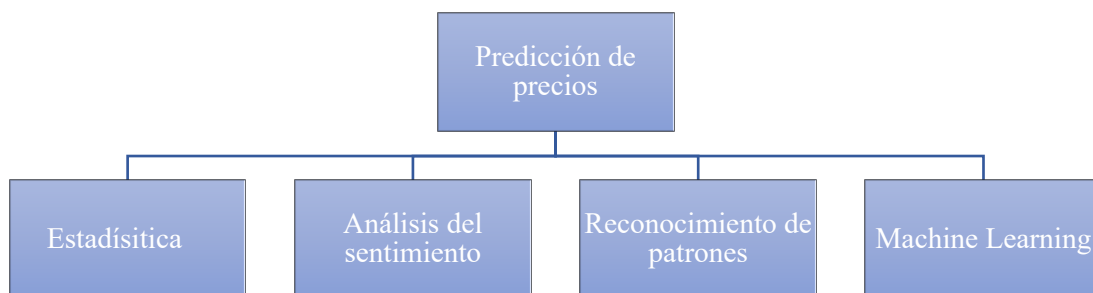 Predicción de
precios
Estadísitica
Análisis del
sentimiento
Reconocimiento de
patrones
Machine Learning